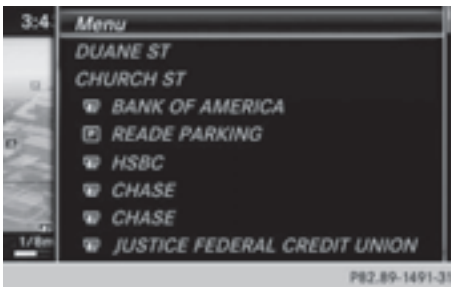 3:4
Menu
DUANE ST
CHURCH ST
BANK OF AMERICA
P READE PARKING
HSBC
CHASE
CHASE
JUSTICE FEDERAL CREDIT UNION
1/8m
P82.89-1491-31